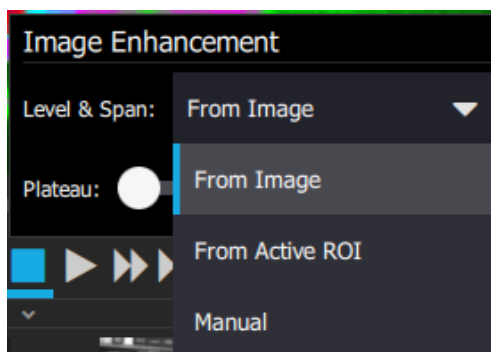 Image Enhancement
Level & Span: From Image
From Image
Plateau:
From Active ROI
Manual